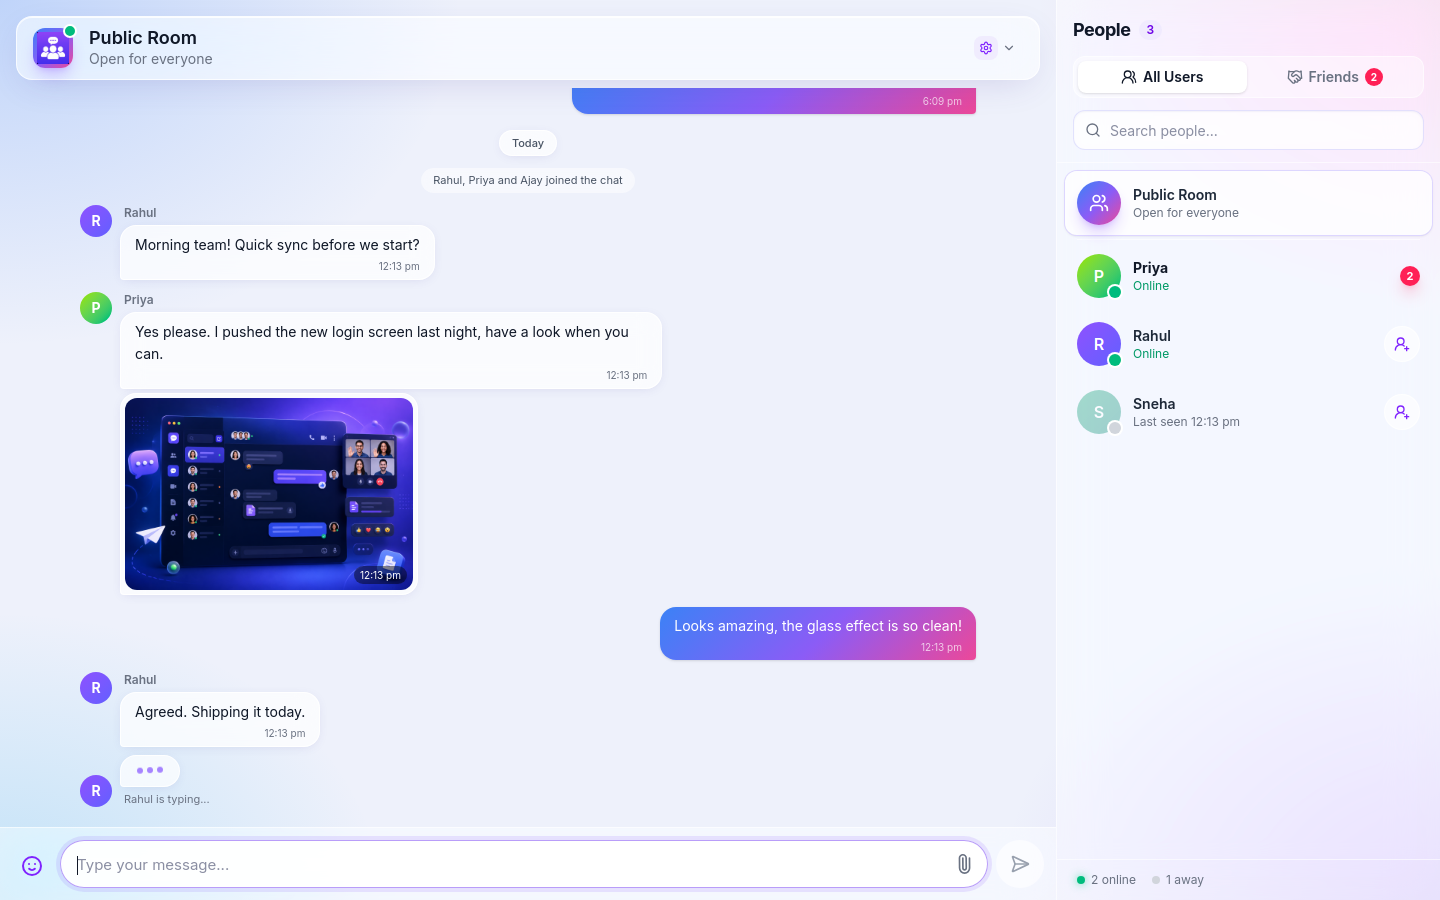 Public Room
Open for everyone
6:09 pm
Today
Rahul, Priya and Ajay joined the chat
R
Rahul
Morning team! Quick sync before we start?
12:13 pm
P
Priya
Yes please. I pushed the new login screen last night, have a look when you
can.
12:13 pm
12:13 pm
Looks amazing, the glass effect is so clean!
12:13 pm
R
Rahul
Agreed. Shipping it today.
12:13 pm
R
Rahul is typing...
Type your message...
People 3
All Users
Friends 2
Search people...
Public Room
Open for everyone
P
Priya
Online
2
R
Rahul
Online
S
Sneha
Last seen 12:13 pm
2 online
1 away